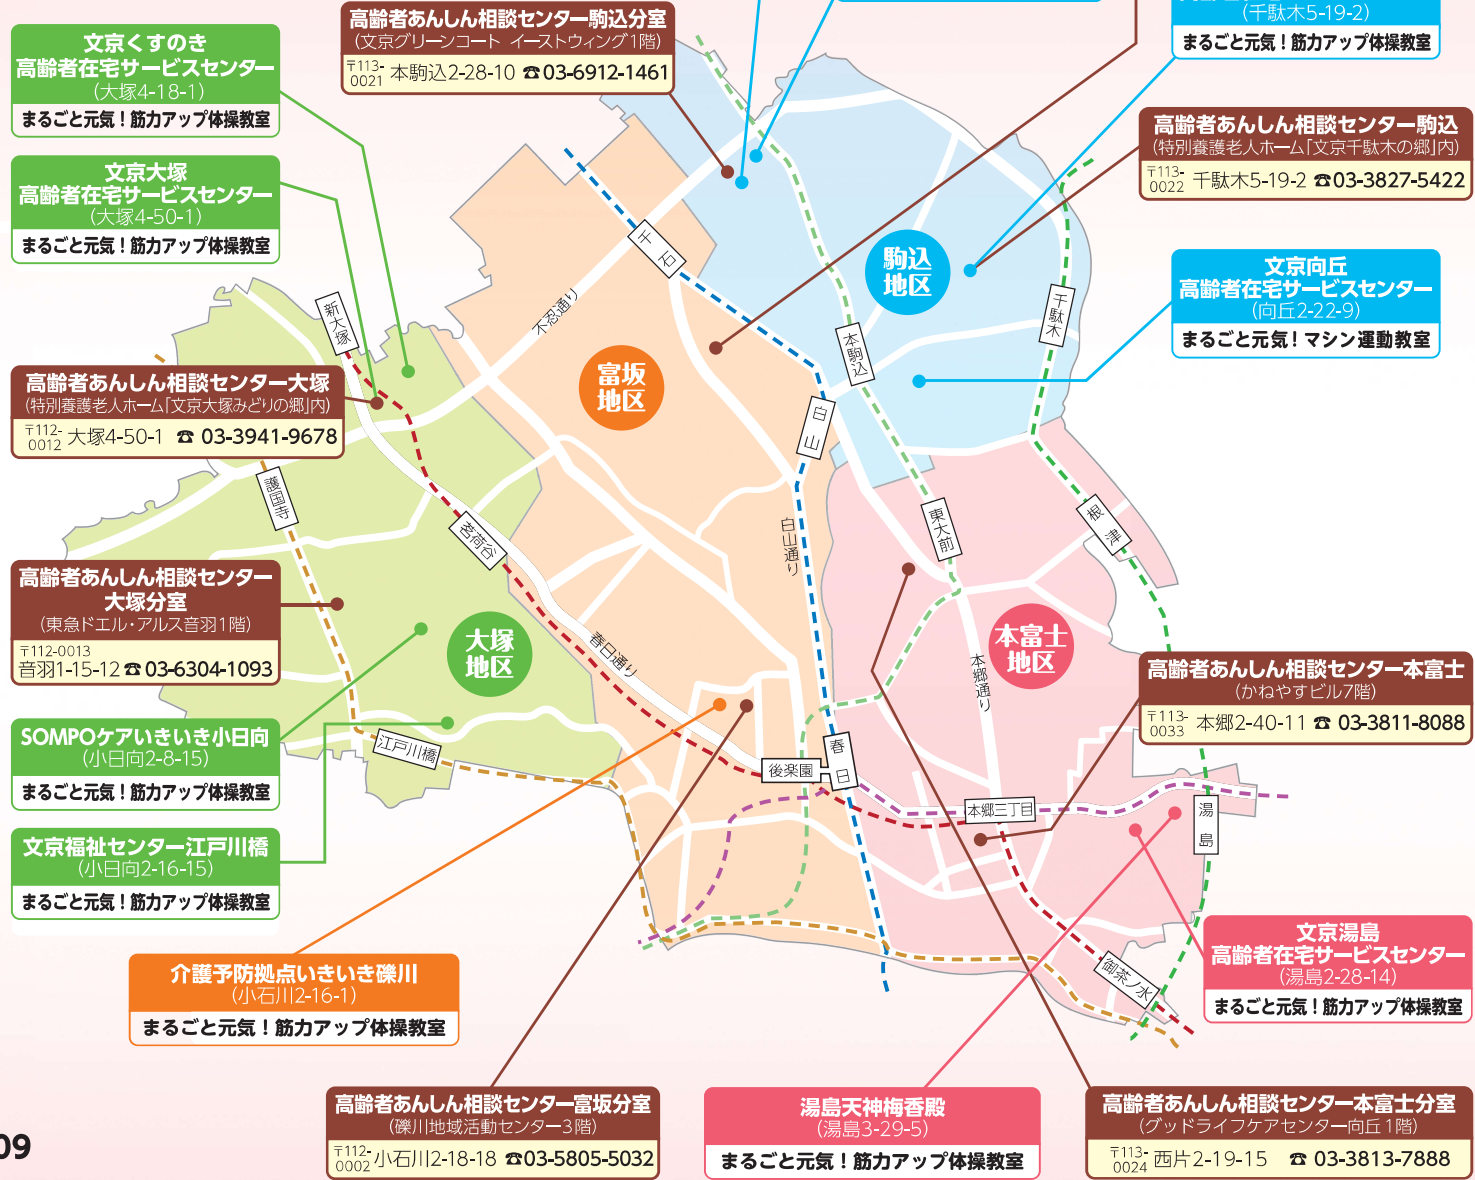 高齢者あんしん相談センター駒込分室
(文京グリーンコート イーストウィング1階)
〒113-0021 本駒込2-28-10 ☎03-6912-1461
(千駄木5-19-2)
まるごと元気！筋力アップ体操教室
文京くすのき
高齢者在宅サービスセンター
(大塚4-18-1)
まるごと元気！筋力アップ体操教室
高齢者あんしん相談センター駒込
(特別養護老人ホーム「文京千駄木の郷」内)
〒113-0022 千駄木5-19-2 ☎03-3827-5422
文京大塚
高齢者在宅サービスセンター
(大塚4-50-1)
まるごと元気！筋力アップ体操教室
文京向丘
高齢者在宅サービスセンター
(向丘2-22-9)
まるごと元気！マシン運動教室
千石
駒込
地区
新大塚
不忍通り
千駄木
本駒込
富坂
地区
白山
高齢者あんしん相談センター大塚
(特別養護老人ホーム「文京大塚みどりの郷」内)
〒112-0012 大塚4-50-1 ☎ 03-3941-9678
護国寺
茗荷谷
白山通り
東大前
根津
高齢者あんしん相談センター
大塚分室
(東急ドエル・アルス音羽1階)
〒112-0013
音羽1-15-12 ☎ 03-6304-1093
大塚
地区
春日通り
本富士
地区
本郷通り
高齢者あんしん相談センター本富士
(かねやすビル7階)
〒113-0033 本郷2-40-11 ☎ 03-3811-8088
SOMPOケアいきいき小日向
(小日向2-8-15)
まるごと元気！筋力アップ体操教室
江戸川橋
後楽園
春日
本郷三丁目
湯島
文京福祉センター江戸川橋
(小日向2-16-15)
まるごと元気！筋力アップ体操教室
介護予防拠点いきいき礫川
(小石川2-16-1)
まるごと元気！筋力アップ体操教室
御茶ノ水
文京湯島
高齢者在宅サービスセンター
(湯島2-28-14)
まるごと元気！筋力アップ体操教室
高齢者あんしん相談センター富坂分室
(礫川地域活動センター3階)
〒112-0002 小石川2-18-18 ☎03-5805-5032
湯島天神梅香殿
(湯島3-29-5)
まるごと元気！筋力アップ体操教室
高齢者あんしん相談センター本富士分室
(グッドライフケアセンター向丘1階)
〒113-0024 西片2-19-15 ☎ 03-3813-7888
09